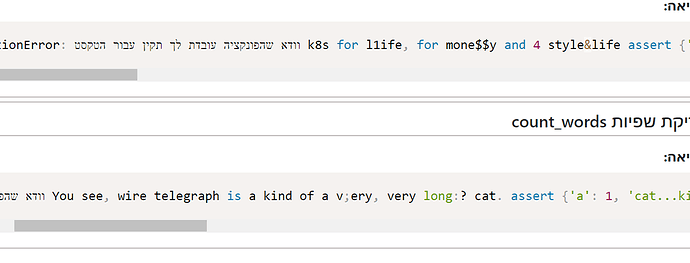 יאה:
tionError: וודא שהפונקציה עובדת לך תקין עבור הטקסט k8s for l1ife, for mone$$y and 4 style&life assert {'
יקת שפיות count_words
יאה:
וודא שהפ You see, wire telegraph is a kind of a v;ery, very long:? cat. assert {'a': 1, 'cat...ki